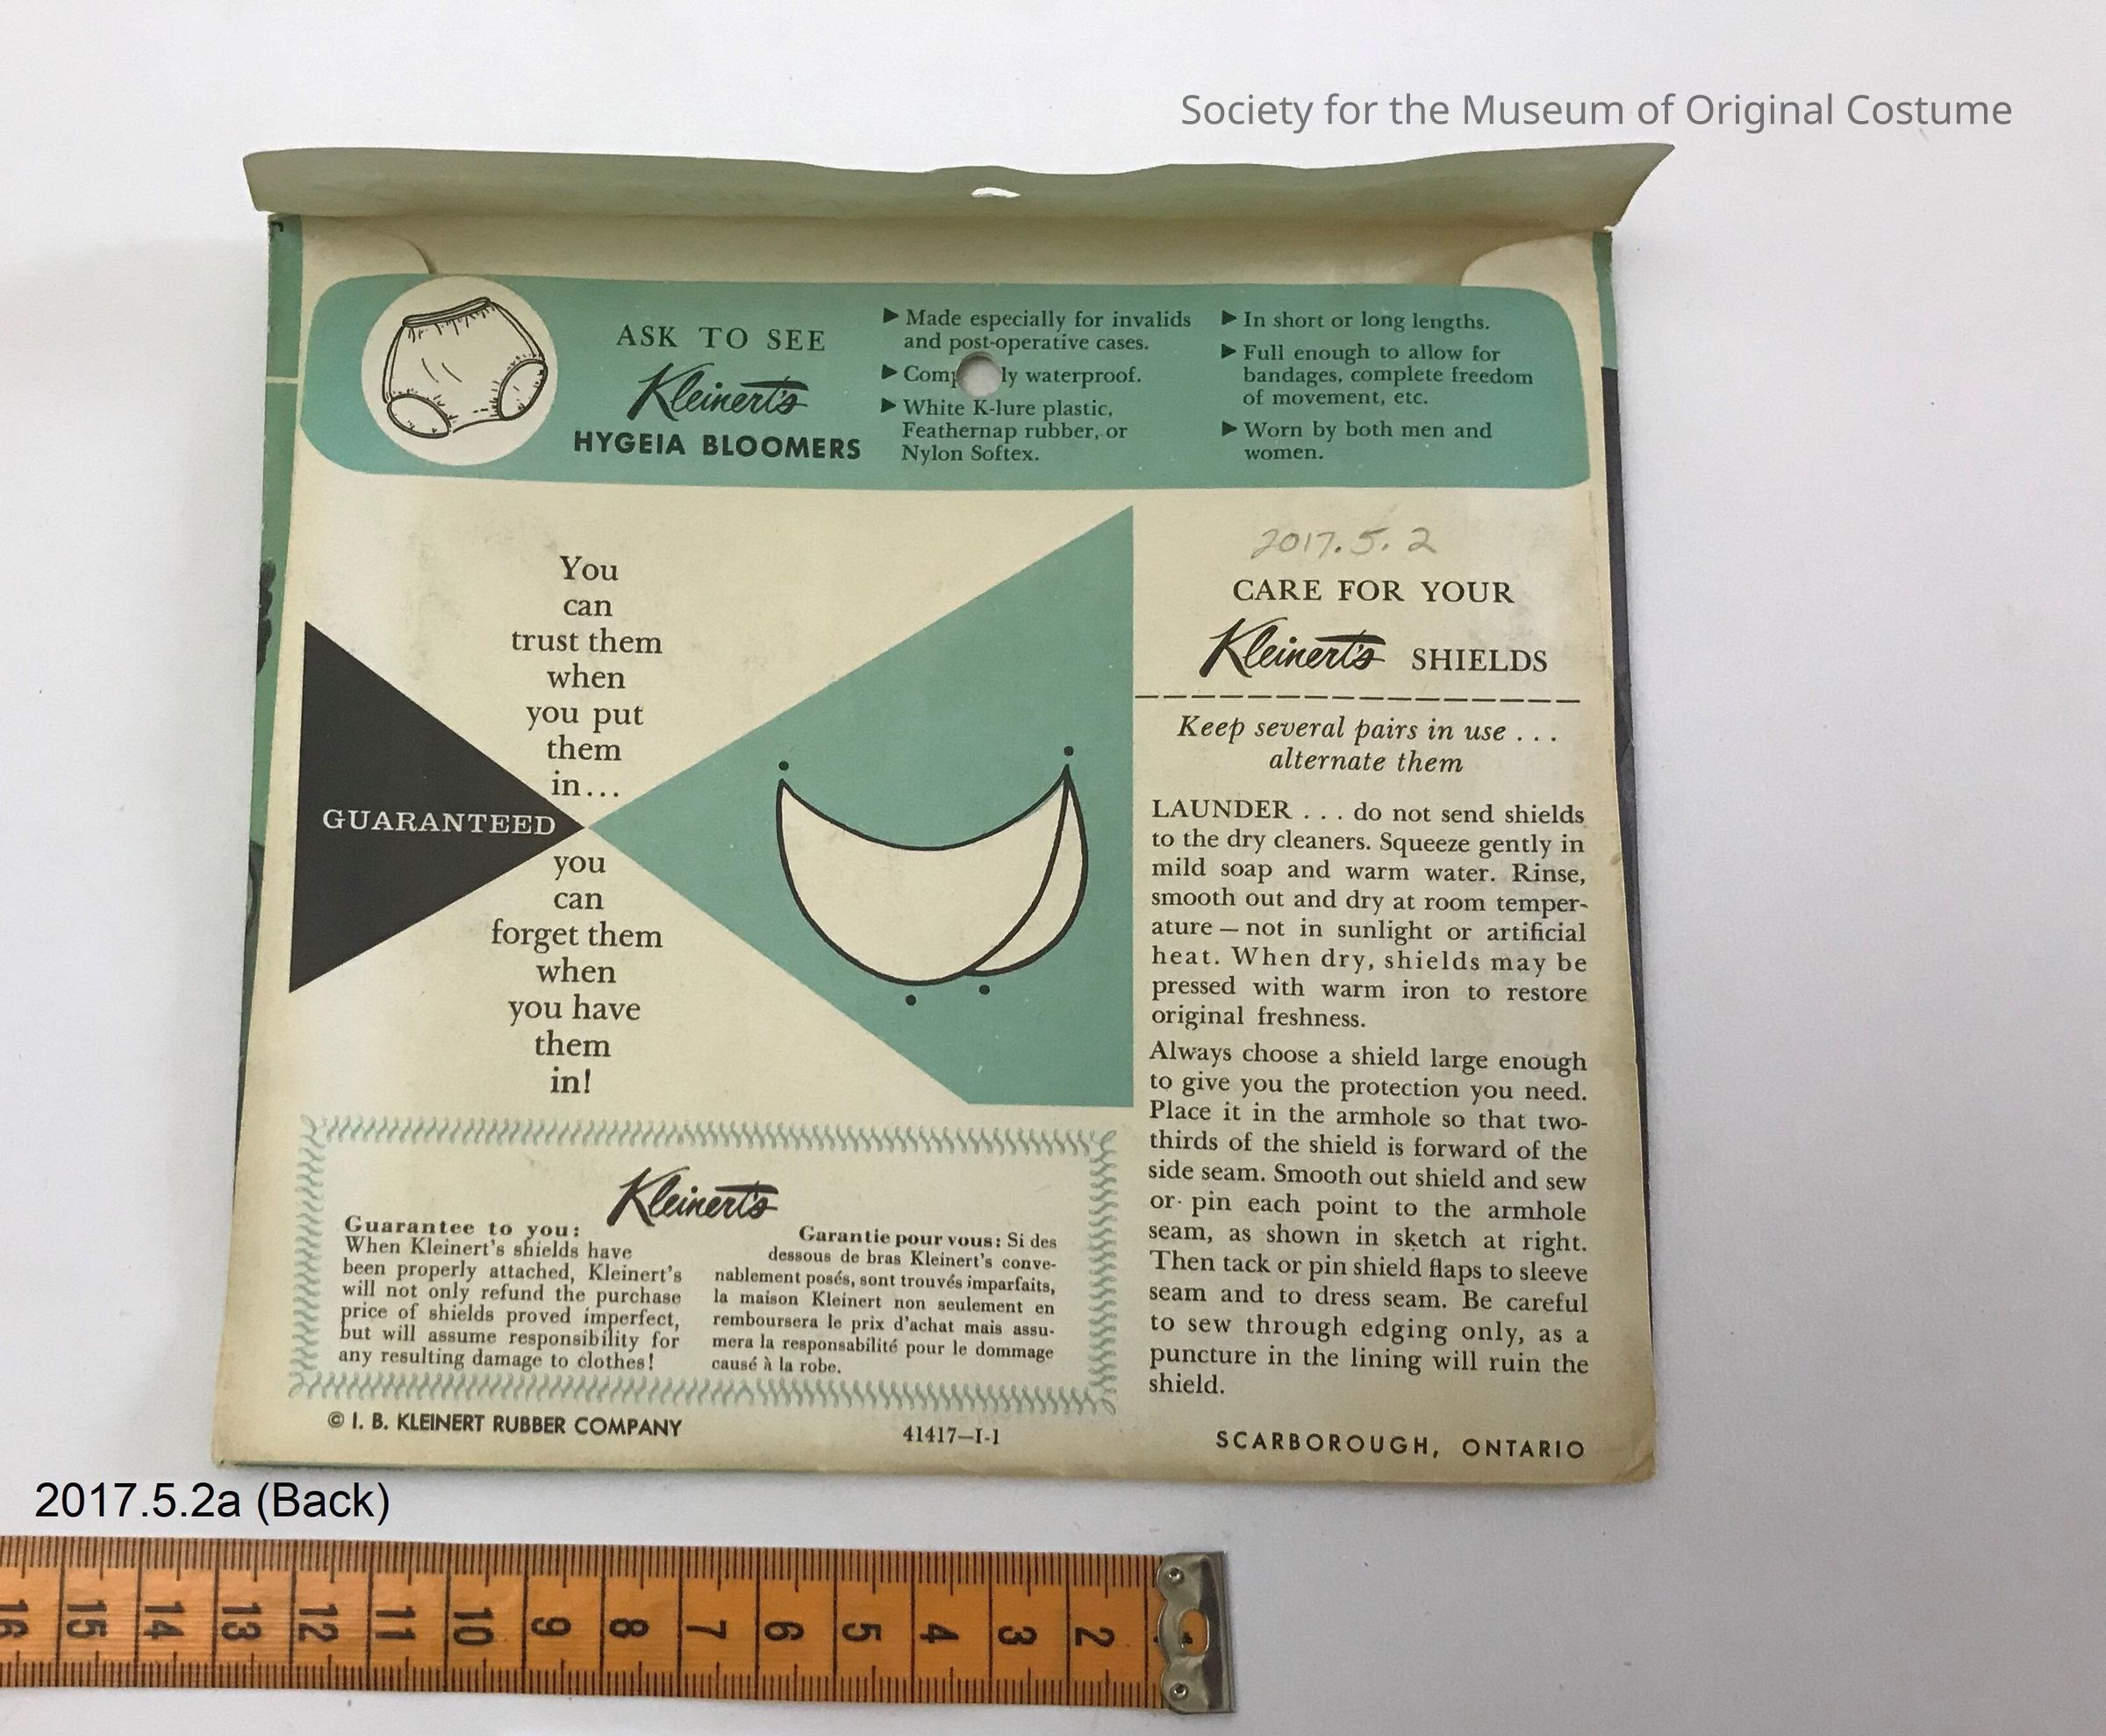 Society for the Museum of Original Costume
ASK TO SEE
Kleinert's
HYGEIA BLOOMERS
▶ Made especially for invalids
and post-operative cases.
▶ Comp ly waterproof.
▶ White K-lure plastic,
Feathernap rubber, or
Nylon Softex.
▶ In short or long lengths.
▶ Full enough to allow for
bandages, complete freedom
of movement, etc.
▶ Worn by both men and
women.
You
can
trust them
when
you put
them
in...
GUARANTEED
you
can
forget them
when
you have
them
in!
2017.5.2
CARE FOR YOUR
Kleinert's SHIELDS
Keep several pairs in use . . .
alternate them
LAUNDER . . . do not send shields
to the dry cleaners. Squeeze gently in
mild soap and warm water. Rinse,
smooth out and dry at room temper-
ature — not in sunlight or artificial
heat. When dry, shields may be
pressed with warm iron to restore
original freshness.
Always choose a shield large enough
to give you the protection you need.
Place it in the armhole so that two-
thirds of the shield is forward of the
side seam. Smooth out shield and sew
or pin each point to the armhole
seam, as shown in sketch at right.
Then tack or pin shield flaps to sleeve
seam and to dress seam. Be careful
to sew through edging only, as a
puncture in the lining will ruin the
shield.
Kleinert's
Guarantee to you:
When Kleinert's shields have
been properly attached, Kleinert's
will not only refund the purchase
price of shields proved imperfect,
but will assume responsibility for
any resulting damage to clothes!
Garantie pour vous: Si des
dessous de bras Kleinert's conve-
nablement posés, sont trouvés imparfaits,
la maison Kleinert non seulement en
remboursera le prix d'achat mais assu-
mera la responsabilité pour le dommage
causé à la robe.
© I. B. KLEINERT RUBBER COMPANY
41417—I-1
SCARBOROUGH, ONTARIO
2017.5.2a (Back)
16 15 14 13 12 11 10 9 8 7 6 5 4 3 2